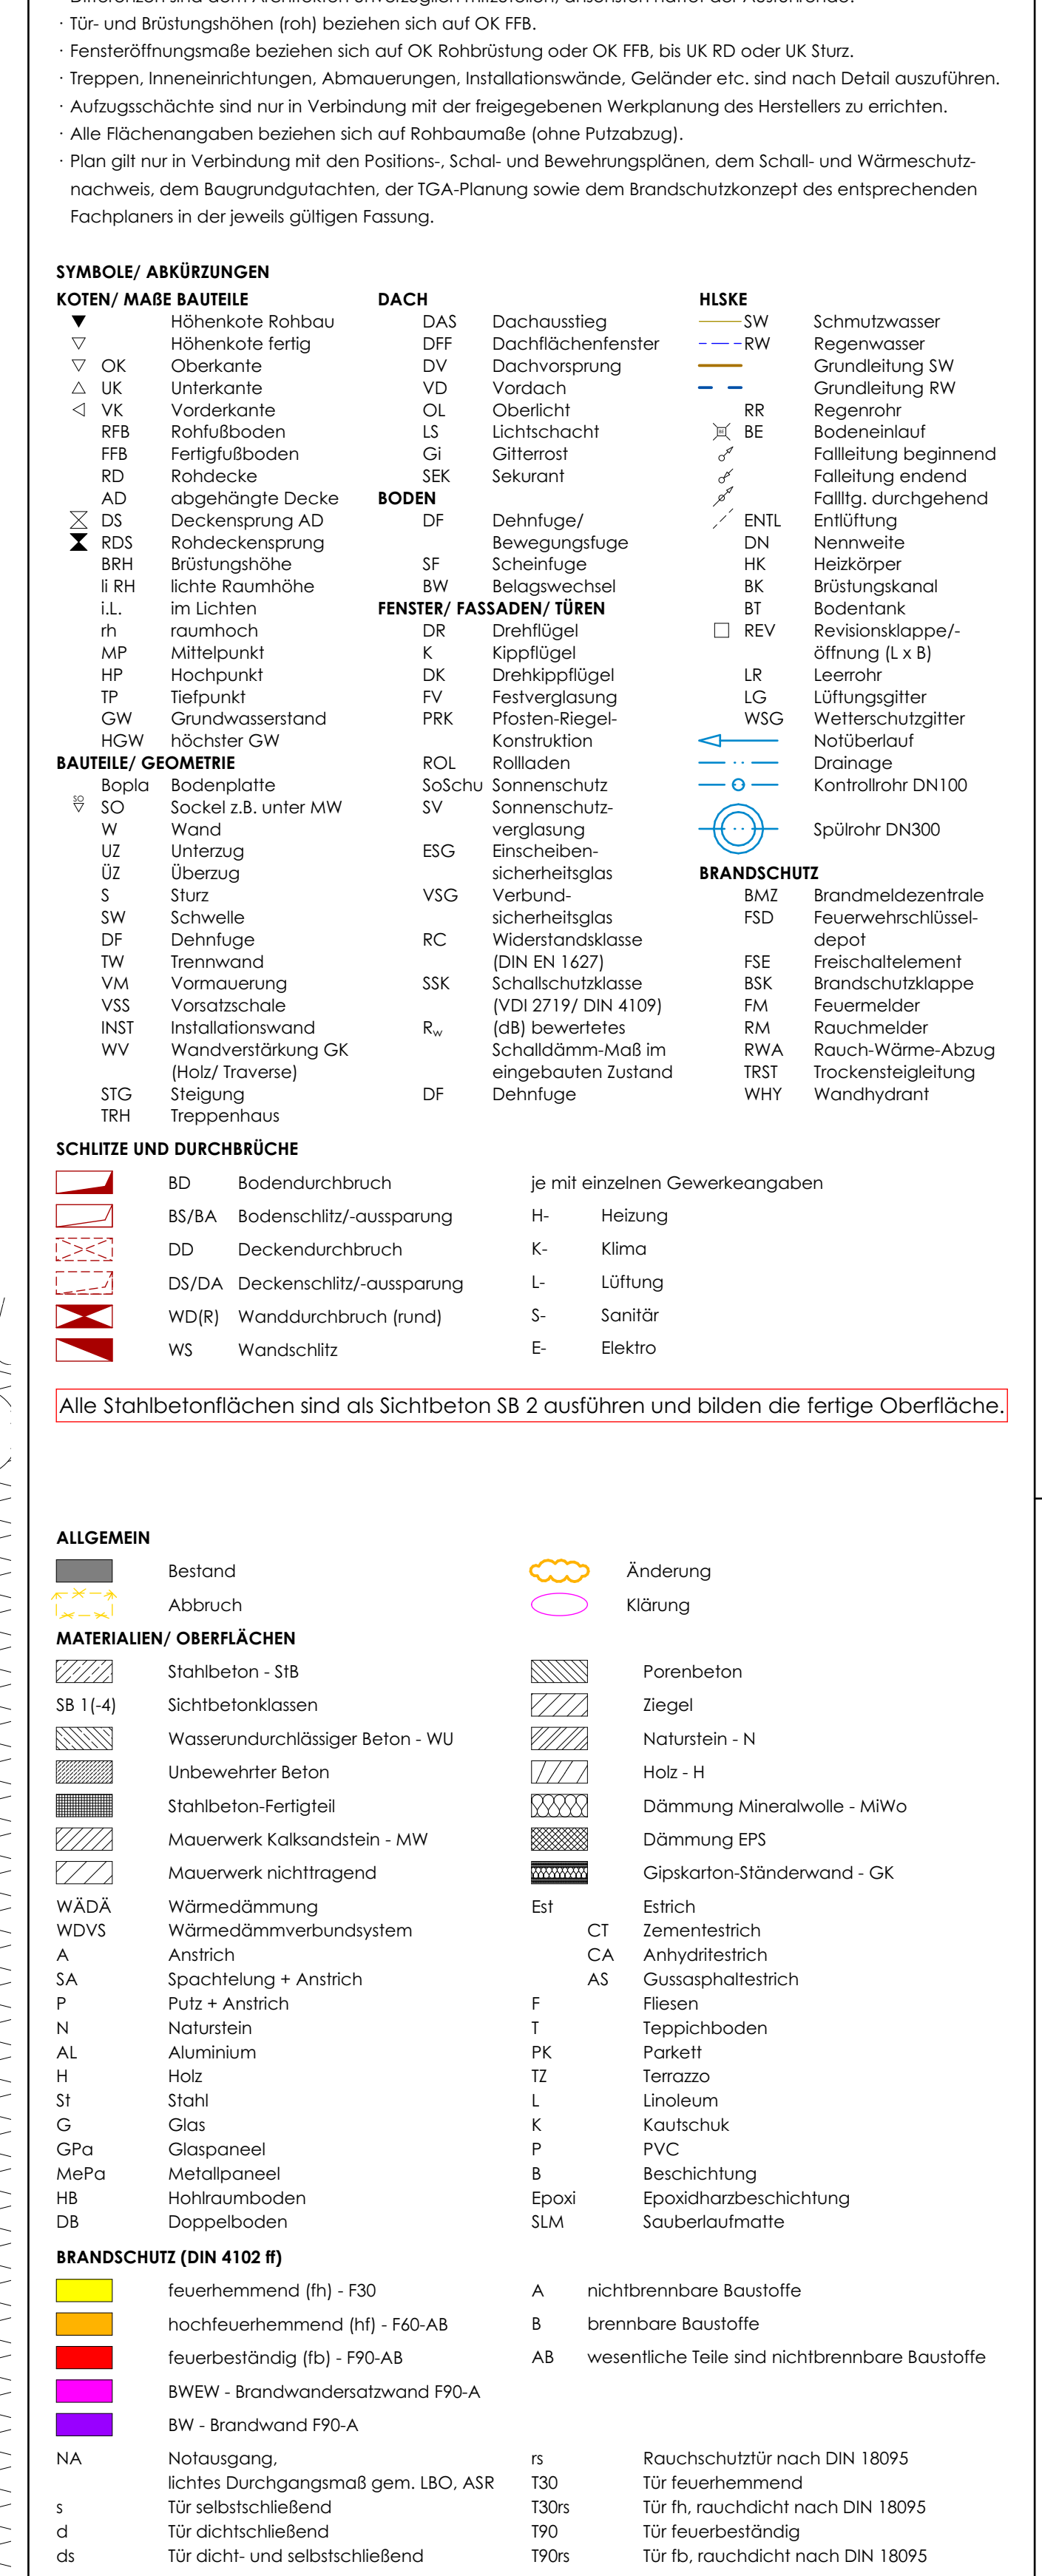 · Tür- und Brüstungshöhen (roh) beziehen sich auf OK FFB.
· Fensteröffnungsmaße beziehen sich auf OK Rohbrüstung oder OK FFB, bis UK RD oder UK Sturz.
· Treppen, Inneneinrichtungen, Abmauerungen, Installationswände, Geländer etc. sind nach Detail auszuführen.
· Aufzugsschächte sind nur in Verbindung mit der freigegebenen Werkplanung des Herstellers zu errichten.
· Alle Flächenangaben beziehen sich auf Rohbaumaße (ohne Putzabzug).
· Plan gilt nur in Verbindung mit den Positions-, Schal- und Bewehrungsplänen, dem Schall- und Wärmeschutz-
nachweis, dem Baugrundgutachten, der TGA-Planung sowie dem Brandschutzkonzept des entsprechenden
Fachplaners in der jeweils gültigen Fassung.
SYMBOLE/ ABKÜRZUNGEN
KOTEN/ MAßE BAUTEILE
Höhenkote Rohbau
Höhenkote fertig
OK Oberkante
UK Unterkante
VK Vorderkante
RFB Rohfußboden
FFB Fertigfußboden
RD Rohdecke
AD abgehängte Decke
DS Deckensprung AD
RDS Rohdeckensprung
BRH Brüstungshöhe
li RH lichte Raumhöhe
i.L. im Lichten
rh raumhoch
MP Mittelpunkt
HP Hochpunkt
TP Tiefpunkt
GW Grundwasserstand
HGW höchster GW
BAUTEILE/ GEOMETRIE
Bopla Bodenplatte
SO SO Sockel z.B. unter MW
W Wand
UZ Unterzug
ÜZ Überzug
S Sturz
SW Schwelle
DF Dehnfuge
TW Trennwand
VM Vormauerung
VSS Vorsatzschale
INST Installationswand
WV Wandverstärkung GK
(Holz/ Traverse)
STG Steigung
TRH Treppenhaus
DACH
DAS Dachausstieg
DFF Dachflächenfenster
DV Dachvorsprung
VD Vordach
OL Oberlicht
LS Lichtschacht
Gi Gitterrost
SEK Sekurant
BODEN
DF Dehnfuge/
Bewegungsfuge
SF Scheinfuge
BW Belagswechsel
FENSTER/ FASSADEN/ TÜREN
DR Drehflügel
K Kippflügel
DK Drehkippflügel
FV Festverglasung
PRK Pfosten-Riegel-
Konstruktion
ROL Rollladen
SoSchu Sonnenschutz
SV Sonnenschutz-
verglasung
ESG Einscheiben-
sicherheitsglas
VSG Verbund-
sicherheitsglas
RC Widerstandsklasse
(DIN EN 1627)
SSK Schallschutzklasse
(VDI 2719/ DIN 4109)
Rw (dB) bewertetes
Schalldämm-Maß im
eingebauten Zustand
DF Dehnfuge
HLSKE
SW Schmutzwasser
RW Regenwasser
Grundleitung SW
Grundleitung RW
RR Regenrohr
BE Bodeneinlauf
Fallleitung beginnend
Falleitung endend
Fallltg. durchgehend
ENTL Entlüftung
DN Nennweite
HK Heizkörper
BK Brüstungskanal
BT Bodentank
REV Revisionsklappe/-
öffnung (L x B)
LR Leerrohr
LG Lüftungsgitter
WSG Wetterschutzgitter
Notüberlauf
Drainage
Kontrollrohr DN100
Spülrohr DN300
BRANDSCHUTZ
BMZ Brandmeldezentrale
FSD Feuerwehrschlüssel-
depot
FSE Freischaltelement
BSK Brandschutzklappe
FM Feuermelder
RM Rauchmelder
RWA Rauch-Wärme-Abzug
TRST Trockensteigleitung
WHY Wandhydrant
SCHLITZE UND DURCHBRÜCHE
BD Bodendurchbruch
BS/BA Bodenschlitz/-aussparung
DD Deckendurchbruch
DS/DA Deckenschlitz/-aussparung
WD(R) Wanddurchbruch (rund)
WS Wandschlitz
je mit einzelnen Gewerkeangaben
H- Heizung
K- Klima
L- Lüftung
S- Sanitär
E- Elektro
Alle Stahlbetonflächen sind als Sichtbeton SB 2 ausführen und bilden die fertige Oberfläche.
ALLGEMEIN
Bestand
Abbruch
Änderung
Klärung
MATERIALIEN/ OBERFLÄCHEN
Stahlbeton - StB
SB 1(-4) Sichtbetonklassen
Wasserundurchlässiger Beton - WU
Unbewehrter Beton
Stahlbeton-Fertigteil
Mauerwerk Kalksandstein - MW
Mauerwerk nichttragend
WÄDÄ Wärmedämmung
WDVS Wärmedämmverbundsystem
A Anstrich
SA Spachtelung + Anstrich
P Putz + Anstrich
N Naturstein
AL Aluminium
H Holz
St Stahl
G Glas
GPa Glaspaneel
MePa Metallpaneel
HB Hohlraumboden
DB Doppelboden
Porenbeton
Ziegel
Naturstein - N
Holz - H
Dämmung Mineralwolle - MiWo
Dämmung EPS
Gipskarton-Ständerwand - GK
Est Estrich
CT Zementestrich
CA Anhydritestrich
AS Gussasphaltestrich
F Fliesen
T Teppichboden
PK Parkett
TZ Terrazzo
L Linoleum
K Kautschuk
P PVC
B Beschichtung
Epoxi Epoxidharzbeschichtung
SLM Sauberlaufmatte
BRANDSCHUTZ (DIN 4102 ff)
feuerhemmend (fh) - F30
hochfeuerhemmend (hf) - F60-AB
feuerbeständig (fb) - F90-AB
BWEW - Brandwandersatzwand F90-A
BW - Brandwand F90-A
A nichtbrennbare Baustoffe
B brennbare Baustoffe
AB wesentliche Teile sind nichtbrennbare Baustoffe
NA Notausgang,
lichtes Durchgangsmaß gem. LBO, ASR
s Tür selbstschließend
d Tür dichtschließend
ds Tür dicht- und selbstschließend
rs Rauchschutztür nach DIN 18095
T30 Tür feuerhemmend
T30rs Tür fh, rauchdicht nach DIN 18095
T90 Tür feuerbeständig
T90rs Tür fb, rauchdicht nach DIN 18095